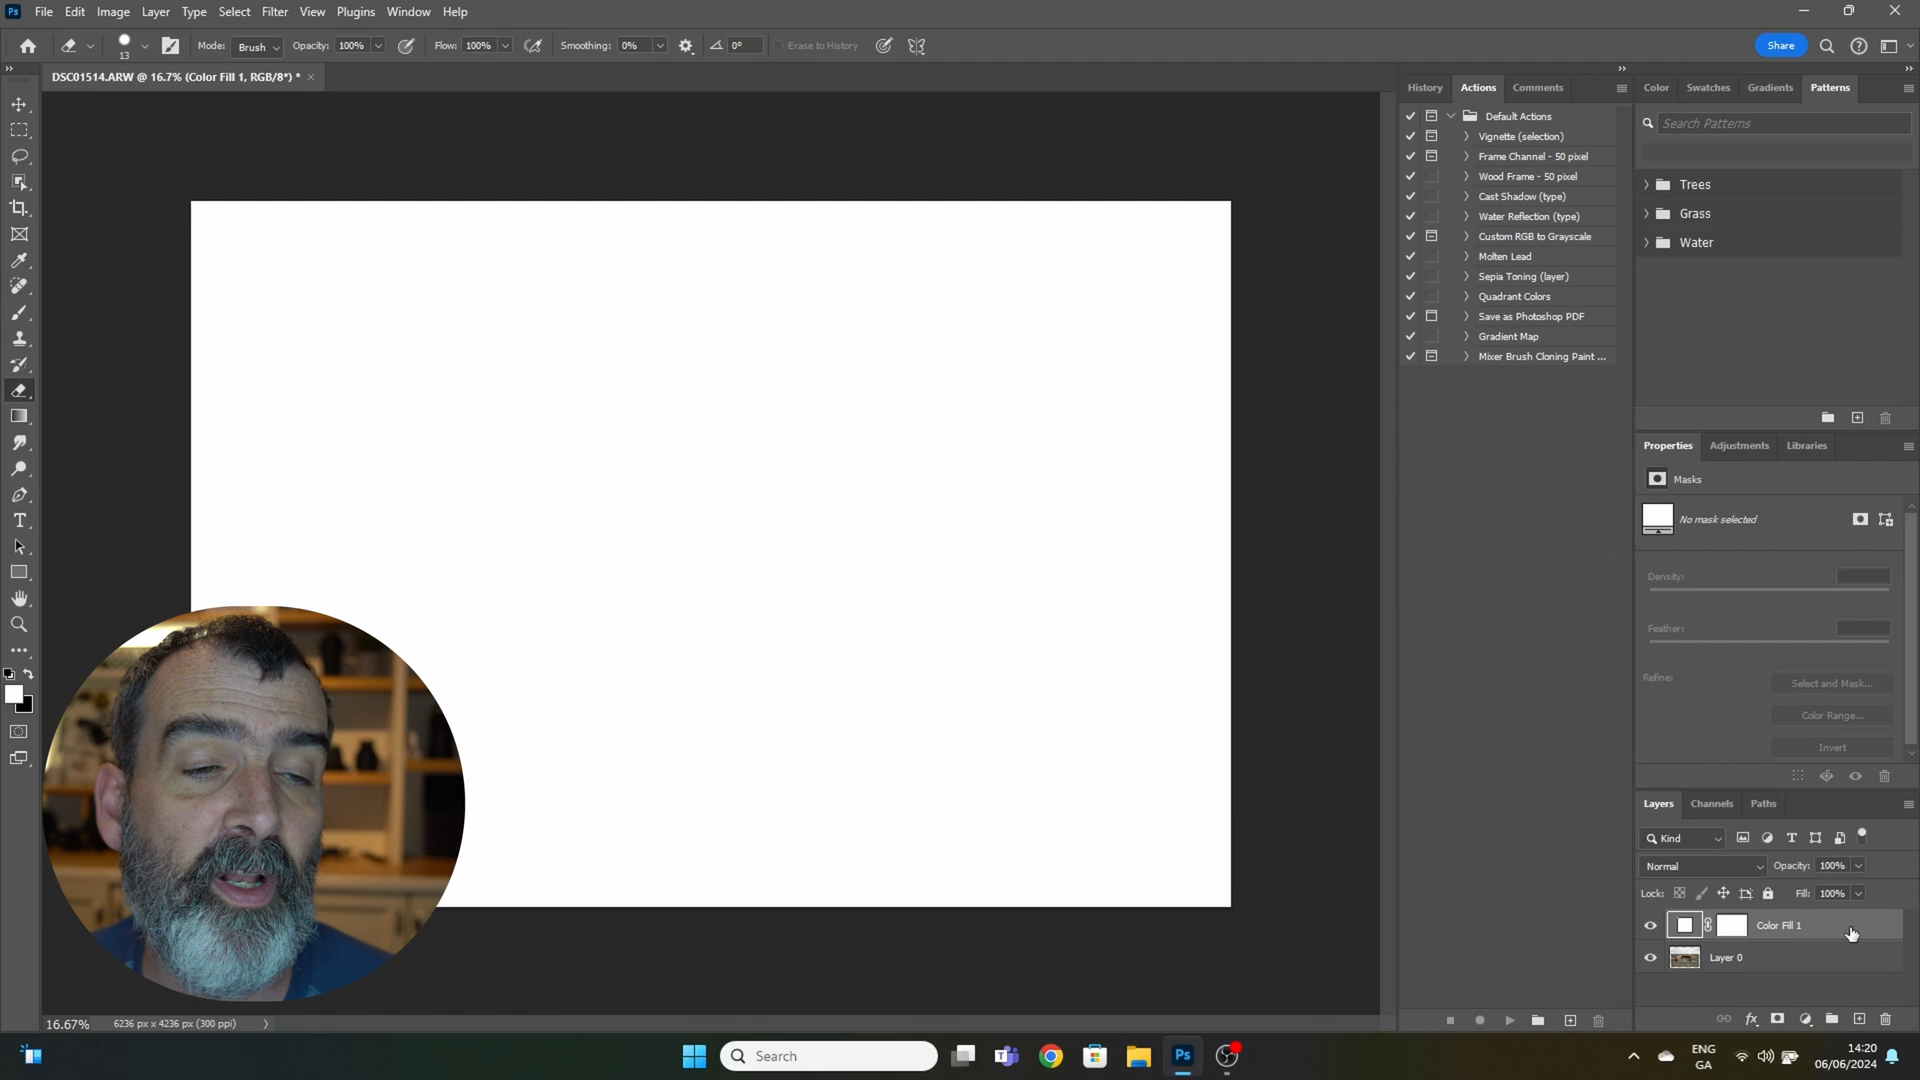 Ps File Edit Image Layer Type Select Filter View Plugins Window Help
13 Mode: Brush Opacity: 100% Flow: 100% Smoothing: 0% 0° Erase to History Share
DSC01514.ARW @ 16.7% (Color Fill 1, RGB/8*) *
History Actions Comments
Default Actions
Vignette (selection)
Frame Channel - 50 pixel
Wood Frame - 50 pixel
Cast Shadow (type)
Water Reflection (type)
Custom RGB to Grayscale
Molten Lead
Sepia Toning (layer)
Quadrant Colors
Save as Photoshop PDF
Gradient Map
Mixer Brush Cloning Paint ...
Color Swatches Gradients Patterns
Search Patterns
Trees
Grass
Water
Properties Adjustments Libraries
Masks
No mask selected
Density:
Feather:
Refine:
Select and Mask...
Color Range...
Invert
Layers Channels Paths
Kind
Normal Opacity: 100%
Lock: Fill: 100%
Color Fill 1
Layer 0
16.67% 6236 px x 4236 px (300 ppi)
Search
Ps
ENG
GA
14:20
06/06/2024